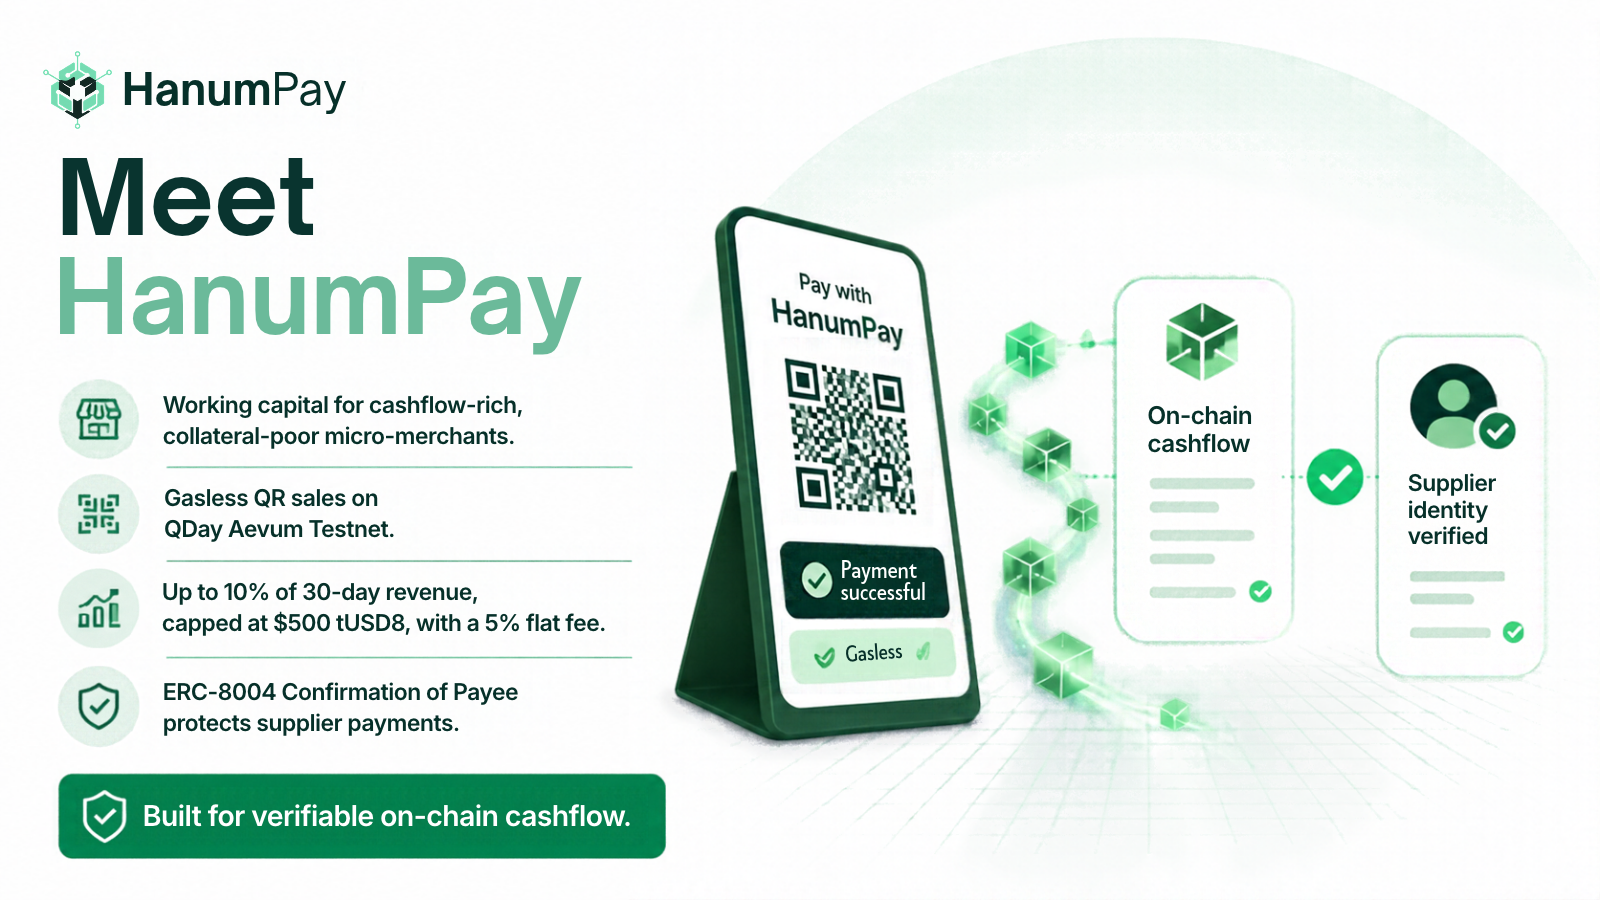 HanumPay
Meet
HanumPay
Working capital for cashflow-rich,
collateral-poor micro-merchants.
Gasless QR sales on
QDay Aevum Testnet.
Up to 10% of 30-day revenue,
capped at $500 tUSD8, with a 5% flat fee.
ERC-8004 Confirmation of Payee
protects supplier payments.
Built for verifiable on-chain cashflow.
Pay with
HanumPay
Payment
successful
Gasless
On-chain
cashflow
Supplier
identity
verified